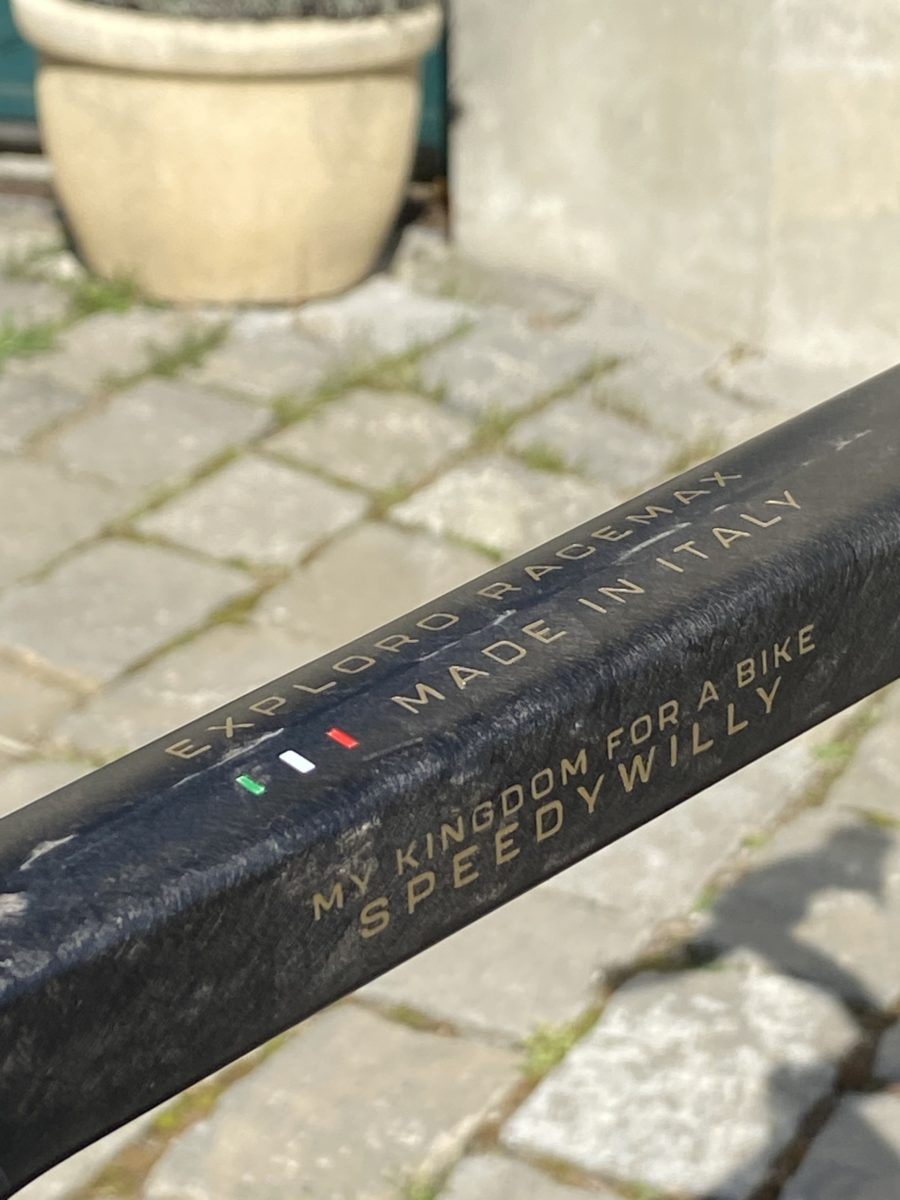 EXPLORO RACEMAX
MADE IN ITALY
MY KINGDOM FOR A BIKE
SPEEDYWILLY